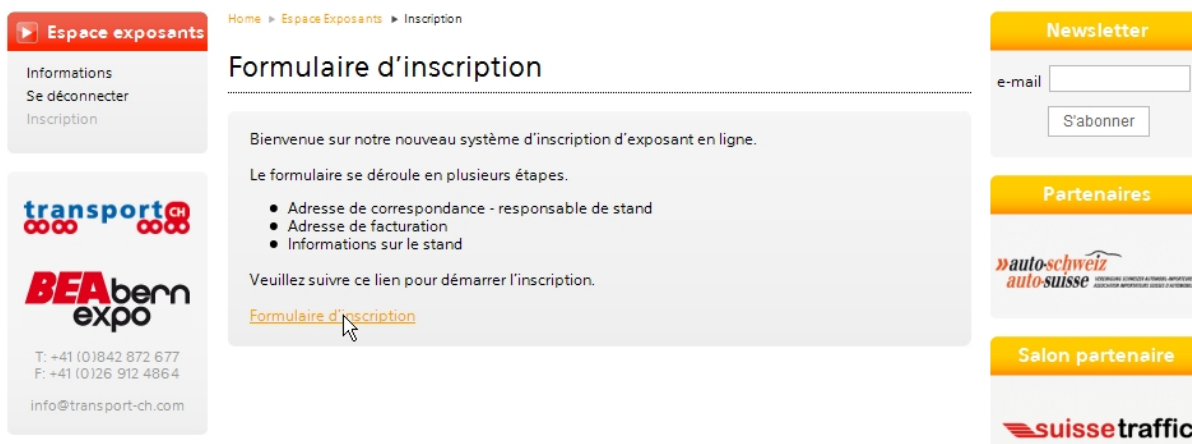 Espace exposants
Informations
Se déconnecter
Inscription
transport CH
BEA bern
expo
T: +41 (0)842 872 677
F: +41 (0)26 912 4864
info@transport-ch.com
Home ▶ Espace Exposants ▶ Inscription
Formulaire d'inscription
Bienvenue sur notre nouveau système d'inscription d'exposant en ligne.
Le formulaire se déroule en plusieurs étapes.
● Adresse de correspondance - responsable de stand
● Adresse de facturation
● Informations sur le stand
Veuillez suivre ce lien pour démarrer l'inscription.
Formulaire d'inscription
Newsletter
e-mail
S'abonner
Partenaires
»auto-schweiz
auto-suisse
Salon partenaire
suissetraffic